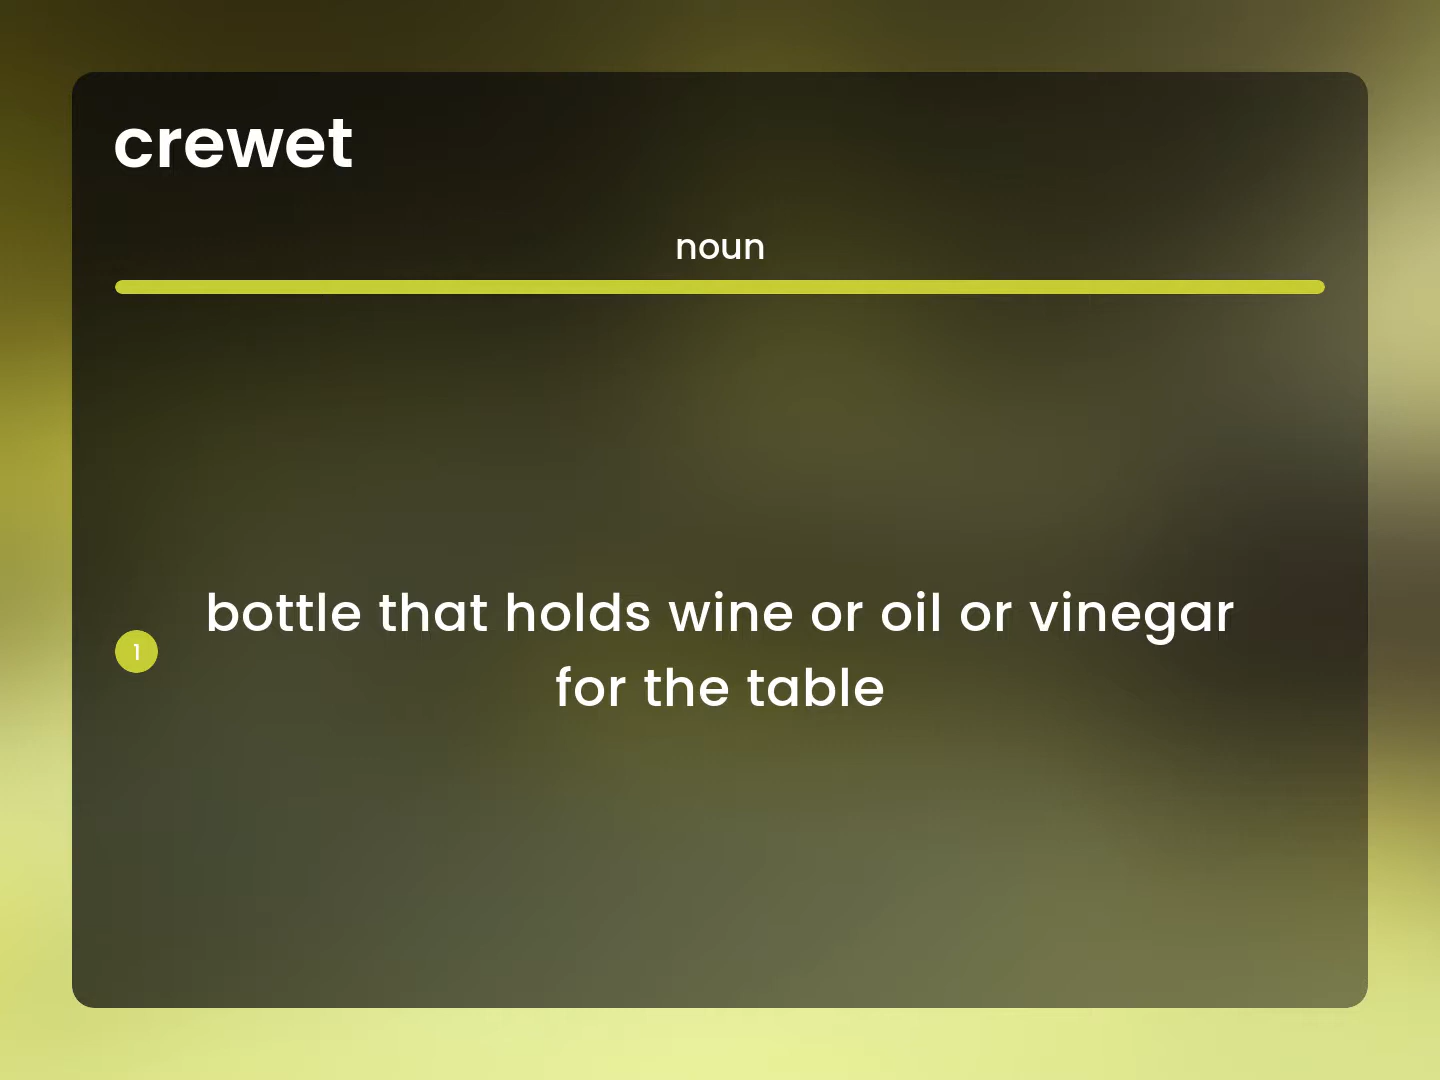 crewet
noun
1
bottle that holds wine or oil or vinegar
for the table